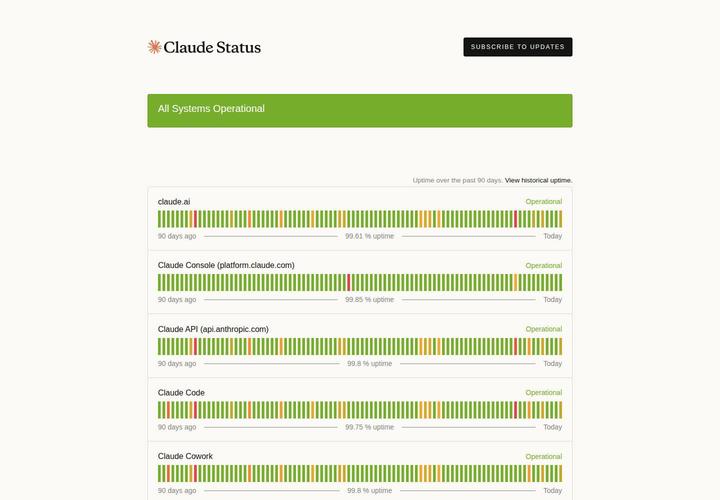 Claude Status
SUBSCRIBE TO UPDATES
All Systems Operational
Uptime over the past 90 days. View historical uptime.
claude.ai Operational
90 days ago 99.61 % uptime Today
Claude Console (platform.claude.com) Operational
90 days ago 99.85 % uptime Today
Claude API (api.anthropic.com) Operational
90 days ago 99.8 % uptime Today
Claude Code Operational
90 days ago 99.75 % uptime Today
Claude Cowork Operational
90 days ago 99.8 % uptime Today